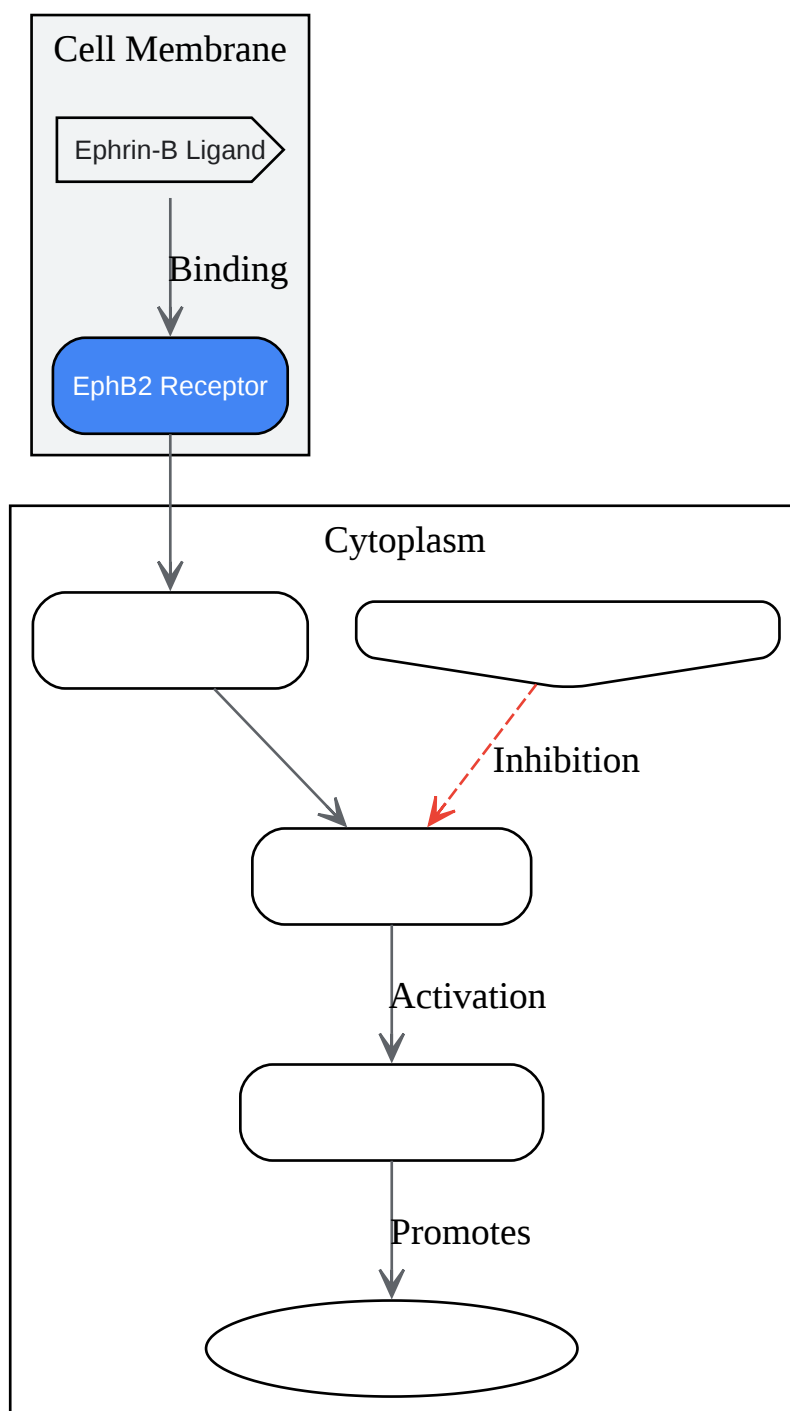 Cell Membrane
Ephrin-B Ligand
Binding
EphB2 Receptor
Cytoplasm
Inhibition
Activation
Promotes